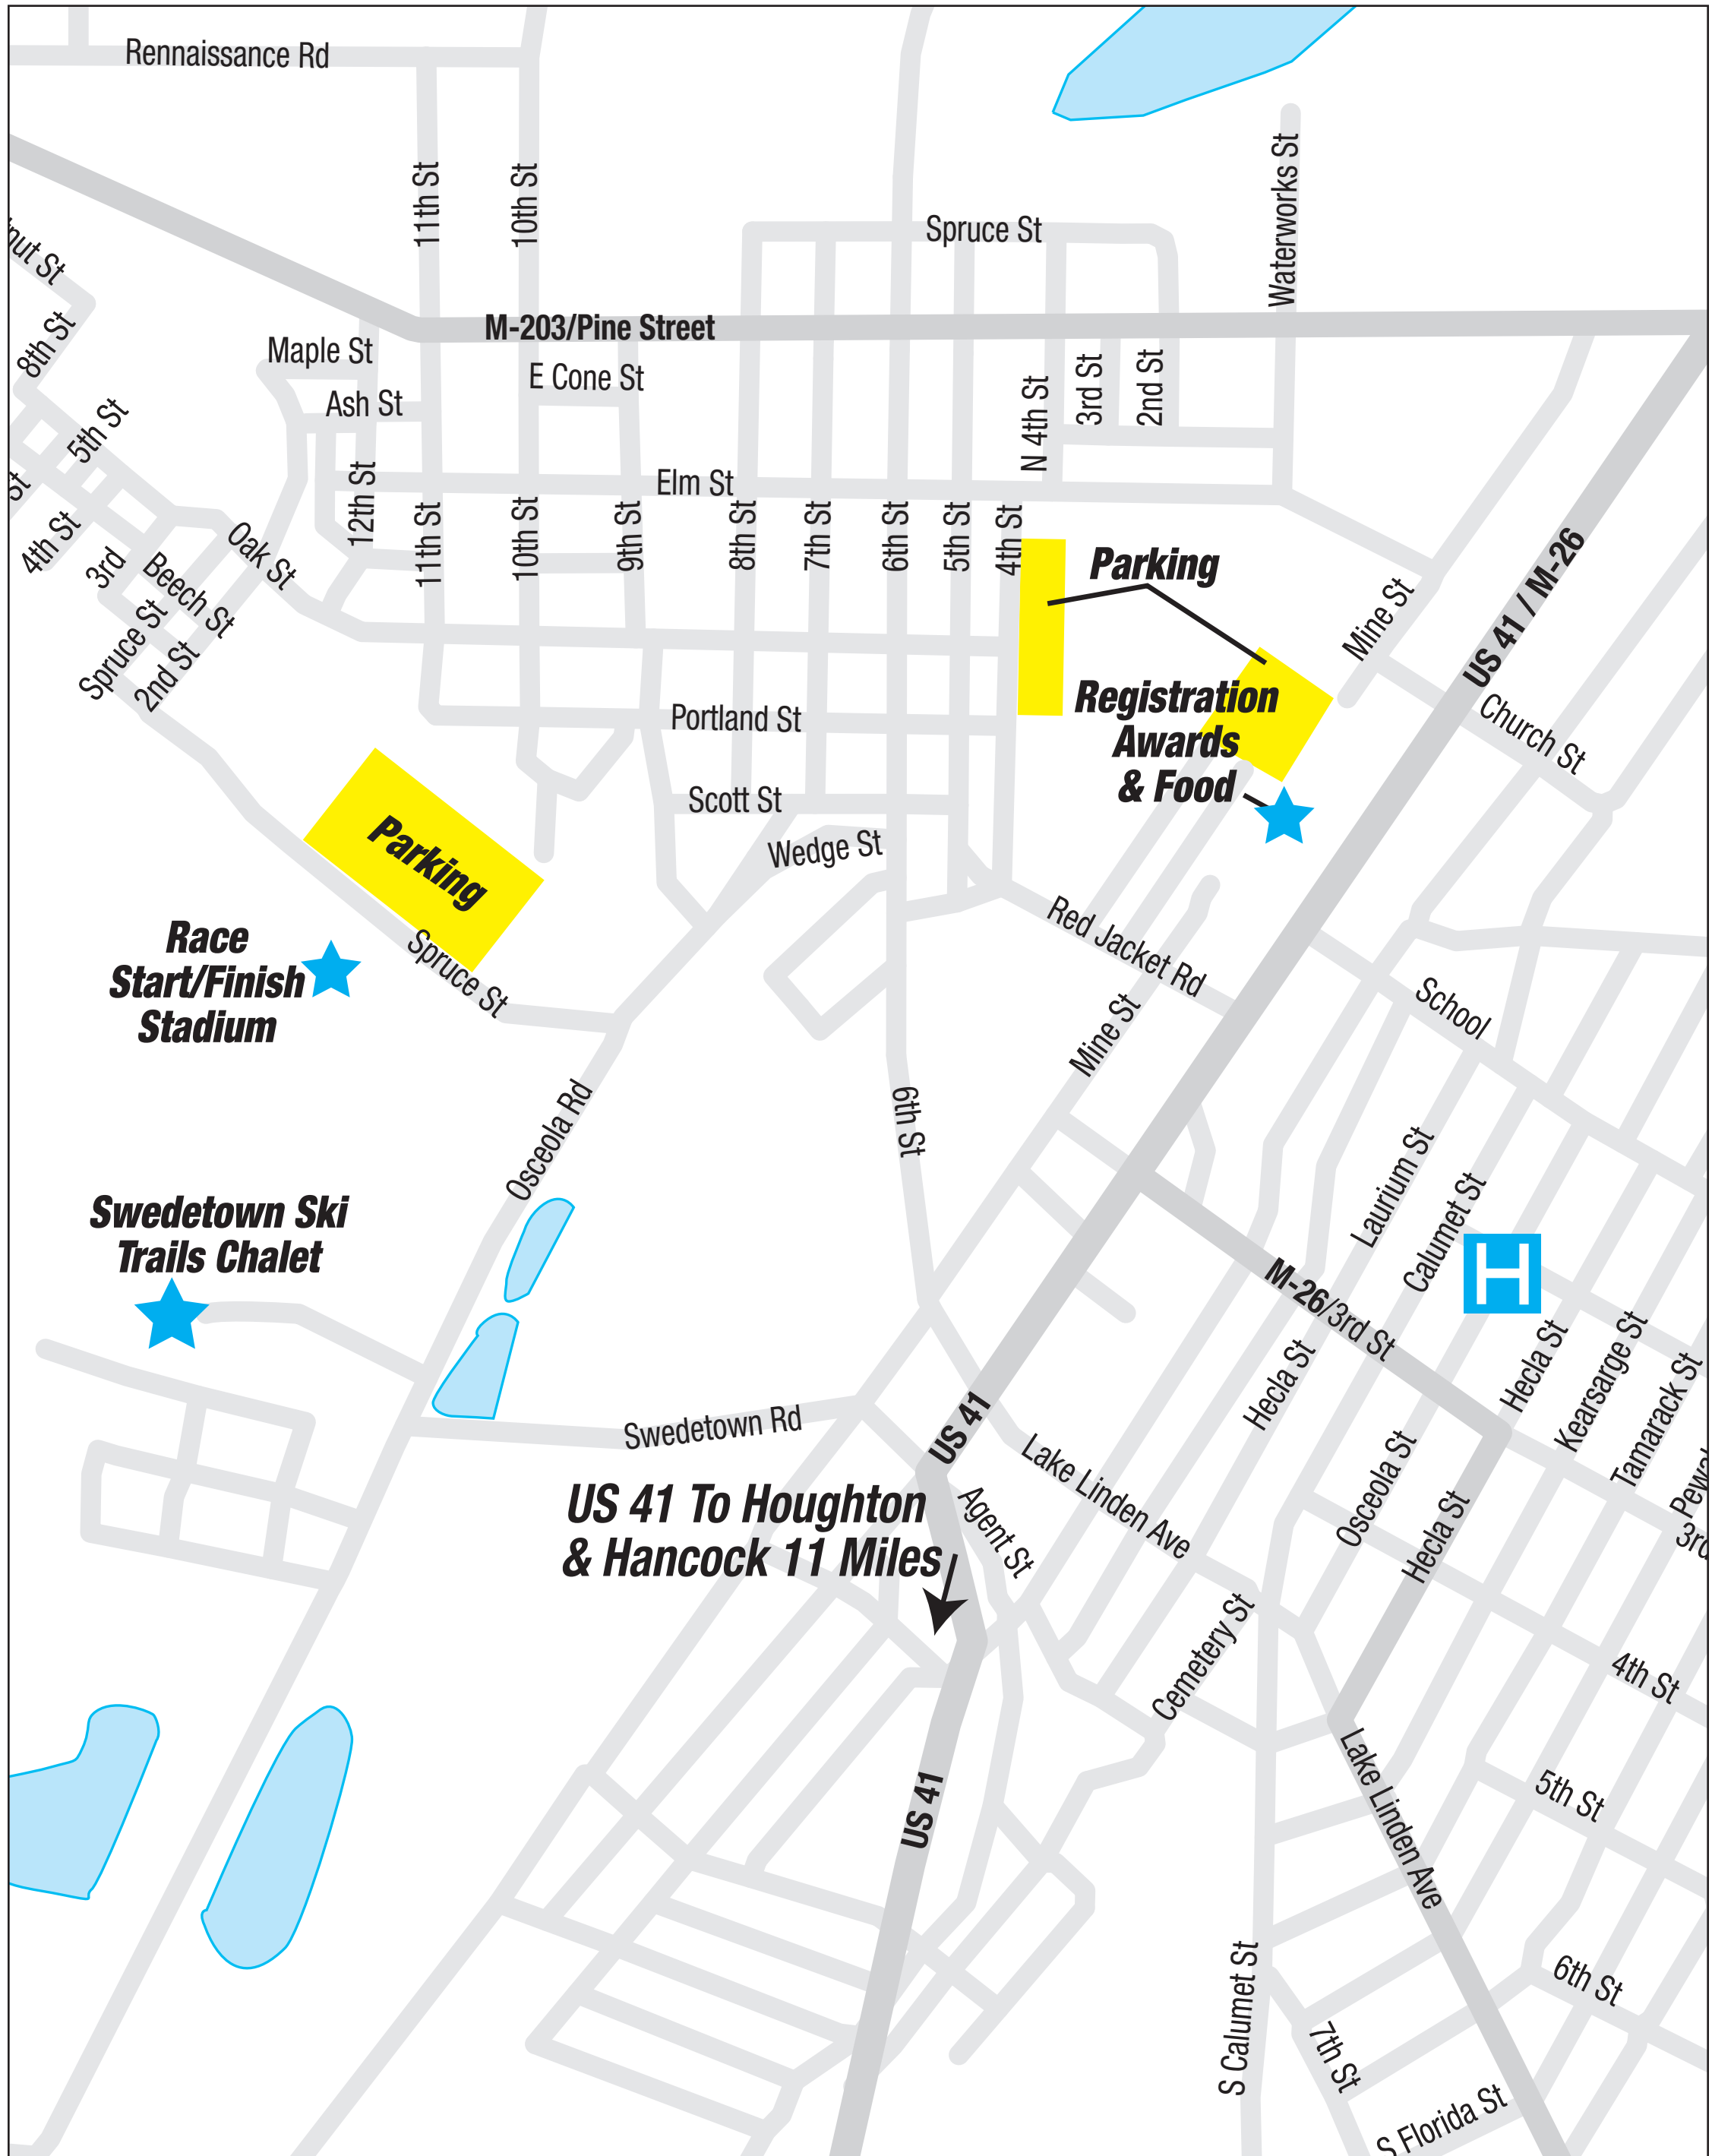 Rennaissance Rd
11th St
10th St
Spruce St
Waterworks St
nut St
8th St
M-203/Pine Street
Maple St
E Cone St
Ash St
N 4th St
3rd St
2nd St
5th St
St
12th St
Elm St
11th St
10th St
9th St
8th St
7th St
6th St
5th St
4th St
4th St
3rd
Oak St
Beech St
Spruce St
2nd St
Parking
Mine St
US 41 / M-26
Registration
Awards
& Food
Church St
Portland St
Scott St
Wedge St
Parking
Spruce St
Race
Start/Finish
Stadium
Red Jacket Rd
Mine St
School
Osceola Rd
6th St
Laurium St
Calumet St
H
Swedetown Ski
Trails Chalet
M-26/3rd St
Hecla St
Hecla St
Kearsarge St
Tamarack St
Pewa
3rd
Swedetown Rd
US 41
Lake Linden Ave
Osceola St
Hecla St
US 41 To Houghton
& Hancock 11 Miles
Agent St
Cemetery St
4th St
US 41
Lake Linden Ave
5th St
S Calumet St
6th St
7th St
S Florida St